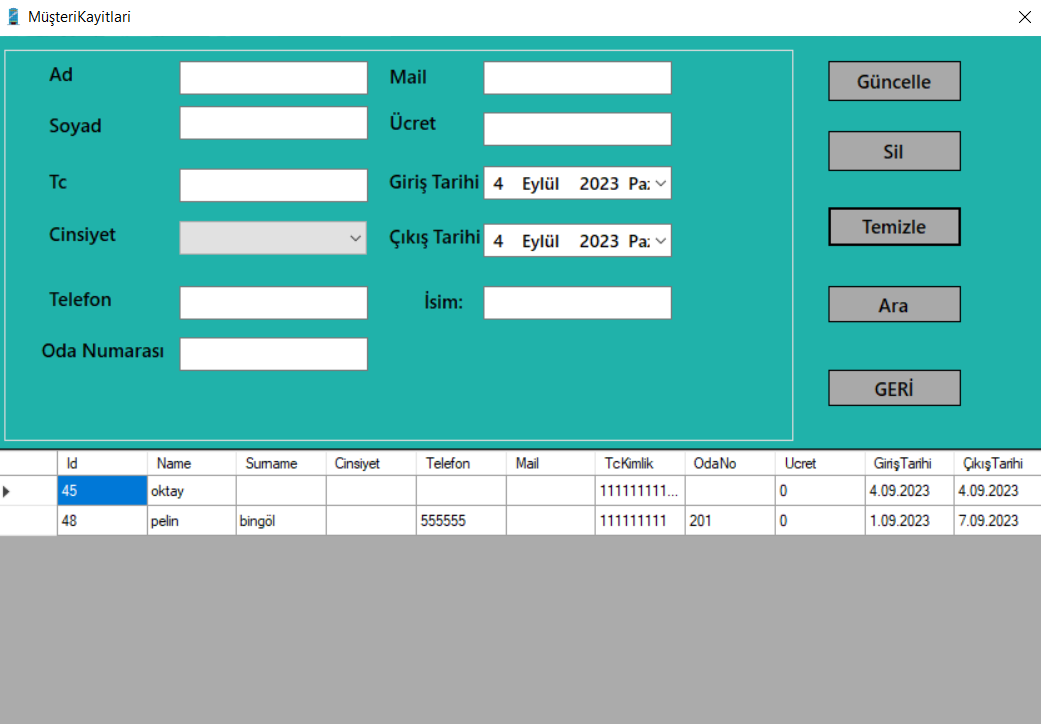 MüşteriKayitlari
Ad
Mail
Güncelle
Soyad
Ücret
Sil
Tc
Giriş Tarihi 4 Eylül 2023 Pa:
Cinsiyet
Çıkış Tarihi 4 Eylül 2023 Pa:
Temizle
Telefon
İsim:
Ara
Oda Numarası
GERİ
Id Name Surname Cinsiyet Telefon Mail TcKimlik OdaNo Ucret GirişTarihi ÇıkışTarihi
45 oktay 111111111... 0 4.09.2023 4.09.2023
48 pelin bingöl 555555 111111111 201 0 1.09.2023 7.09.2023